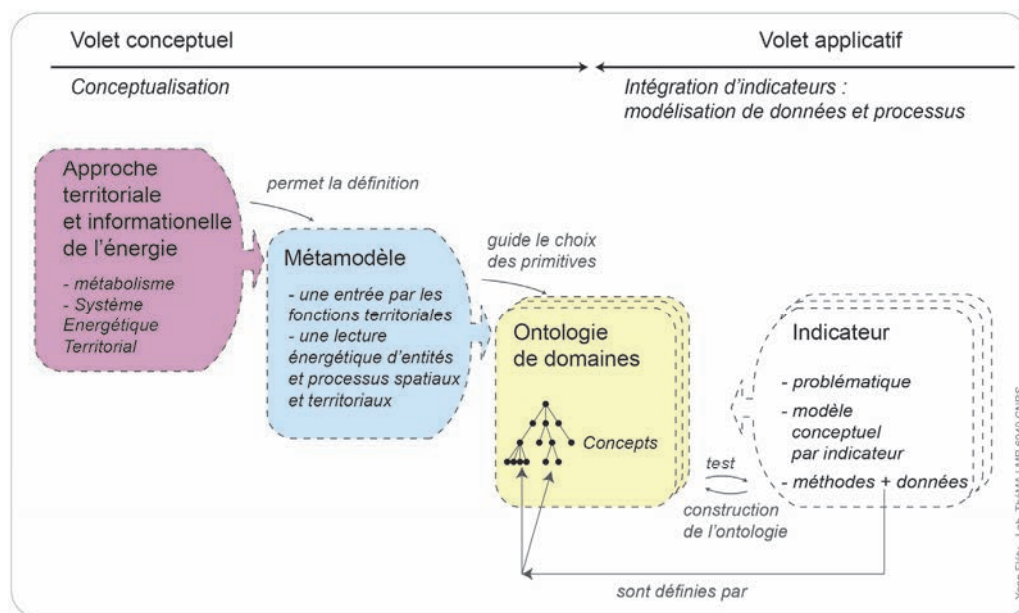 Volet conceptuel
Volet applicatif
Conceptualisation
Intégration d'indicateurs :
modélisation de données et processus
Approche
territoriale
et informationelle
de l'énergie
- métabolisme
- Système
Energétique
Territorial
permet la définition
Métamodèle
- une entrée par les
fonctions territoriales
- une lecture
énergétique d'entités
et processus spatiaux
et territoriaux
guide le choix
des primitives
Ontologie
de domaines
Concepts
Indicateur
- problématique
- modèle
conceptuel
par indicateur
- méthodes + données
test
construction
de l'ontologie
sont définies par